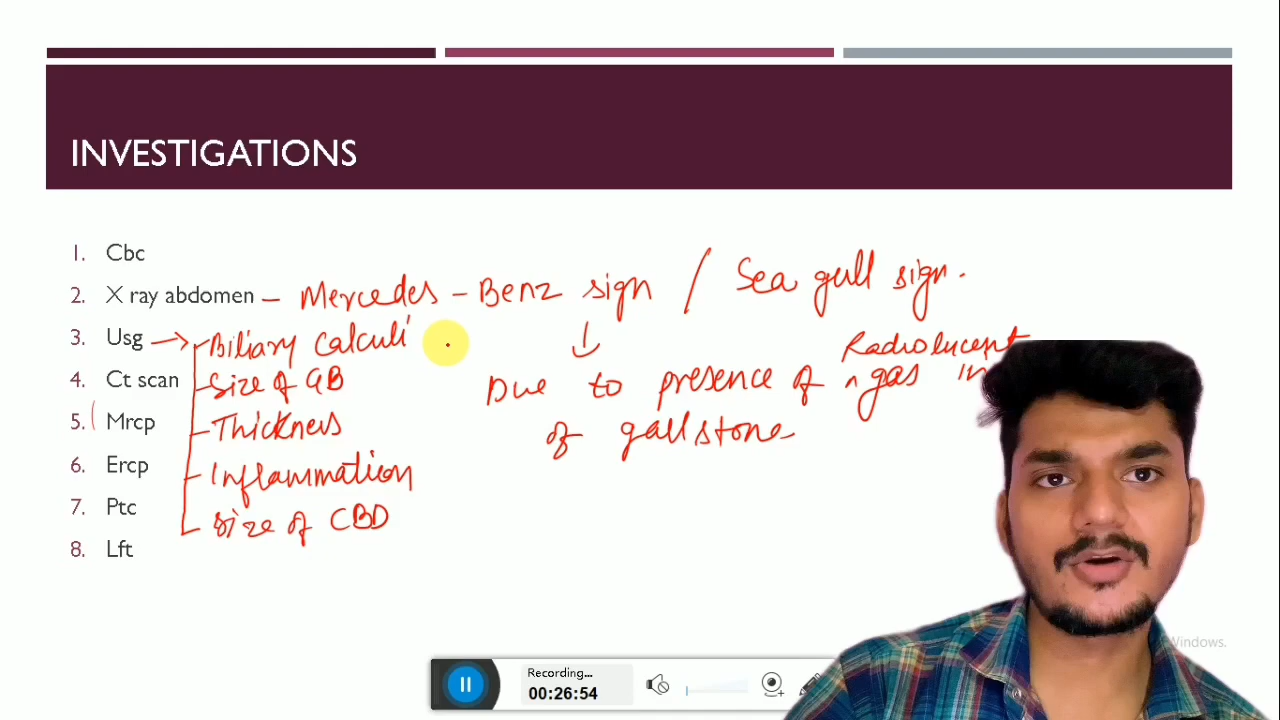 INVESTIGATIONS
1. Cbc
2. X ray abdomen - Mercedes - Benz sign / Sea gull sign.
3. Usg → Biliary Calculi
Radiolucent
4. Ct scan Size of GB
Due to presence of gas in
5. Mrcp Thickness
of gallstone
6. Ercp Inflammation
7. Ptc Size of CBD
8. Lft
Windows.
Recording...
00:26:54